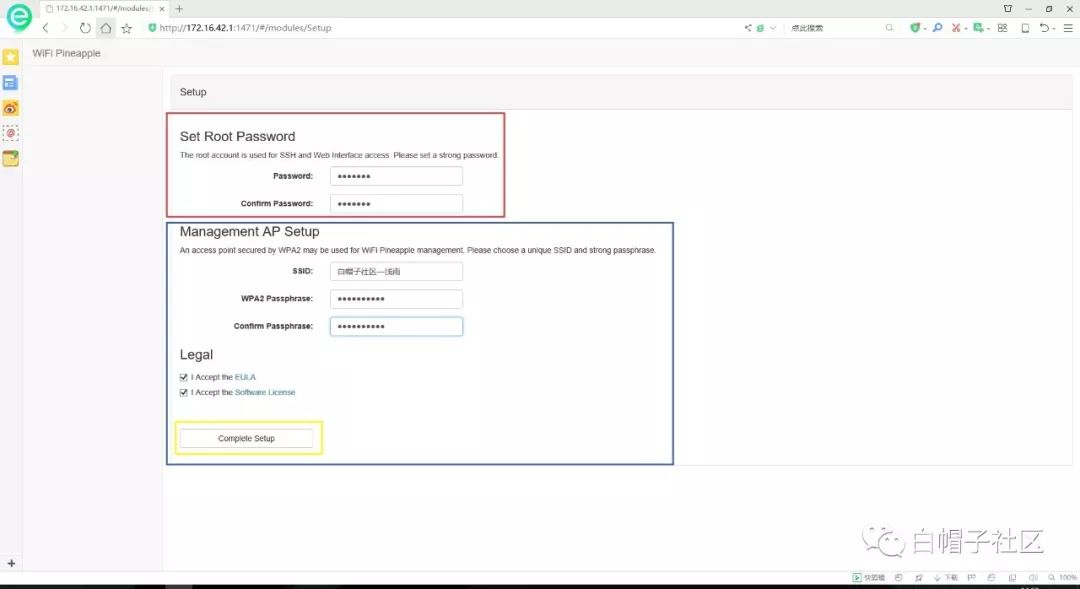 172.16.42.1:1471/#/modules/S
http://172.16.42.1:1471/#/modules/Setup
点此搜索
WiFi Pineapple
Setup
Set Root Password
The root account is used for SSH and Web Interface access. Please set a strong password.
Password: •••••••
Confirm Password: •••••••
Management AP Setup
An access point secured by WPA2 may be used for WiFi Pineapple management. Please choose a unique SSID and strong passphrase.
SSID: 白帽子社区—浅雨
WPA2 Passphrase: ••••••••••
Confirm Passphrase: ••••••••••
Legal
I Accept the EULA
I Accept the Software License
Complete Setup
白帽子社区
快剪辑 下载 100%